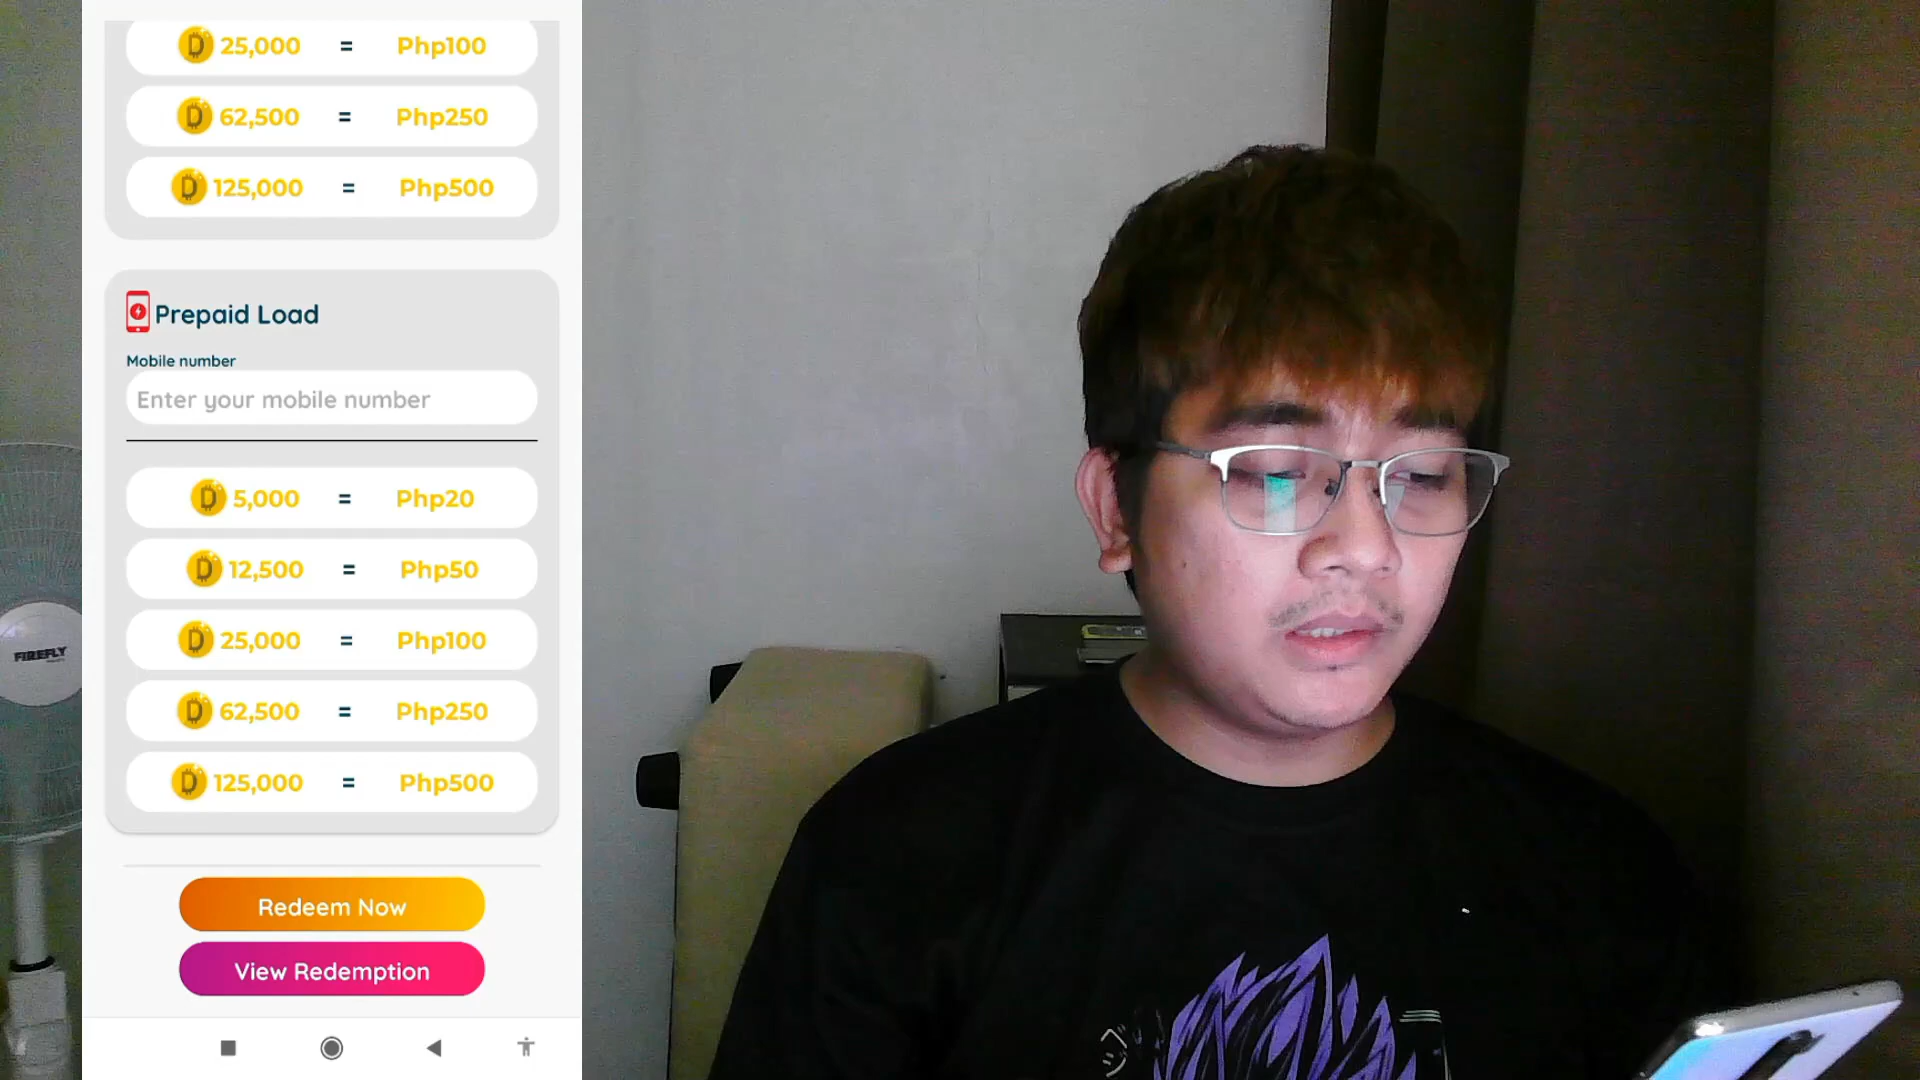 25,000 = Php100
62,500 = Php250
125,000 = Php500
Prepaid Load
Mobile number
Enter your mobile number
5,000 = Php20
12,500 = Php50
25,000 = Php100
62,500 = Php250
125,000 = Php500
Redeem Now
View Redemption
FIREFLY